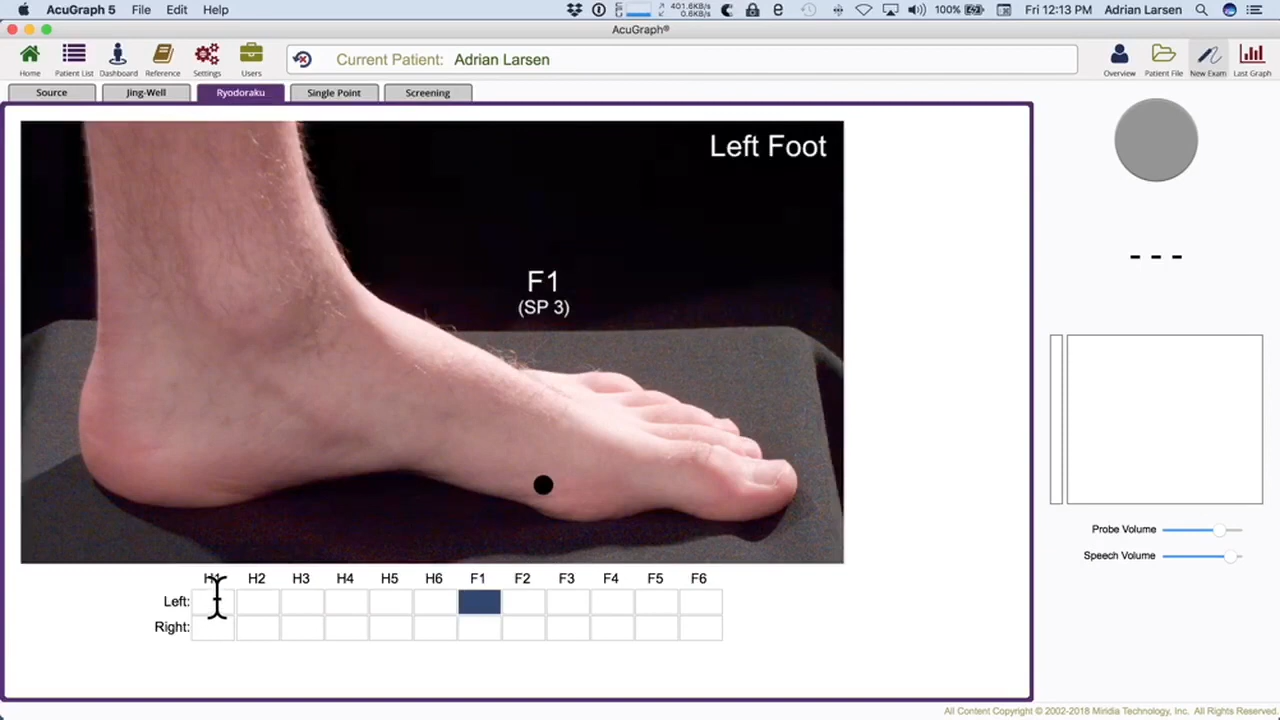 AcuGraph 5 File Edit Help 401.6KB/s 0.6KB/s 100% Fri 12:13 PM Adrian Larsen
AcuGraph®
Home Patient List Dashboard Reference Settings Users Current Patient: Adrian Larsen Overview Patient File New Exam Last Graph
Source Jing-Well Ryodoraku Single Point Screening
Left Foot
F1
(SP 3)
- - -
Probe Volume
Speech Volume
H1 H2 H3 H4 H5 H6 F1 F2 F3 F4 F5 F6
Left:
Right:
All Content Copyright © 2002-2018 Miridia Technology, Inc. All Rights Reserved.